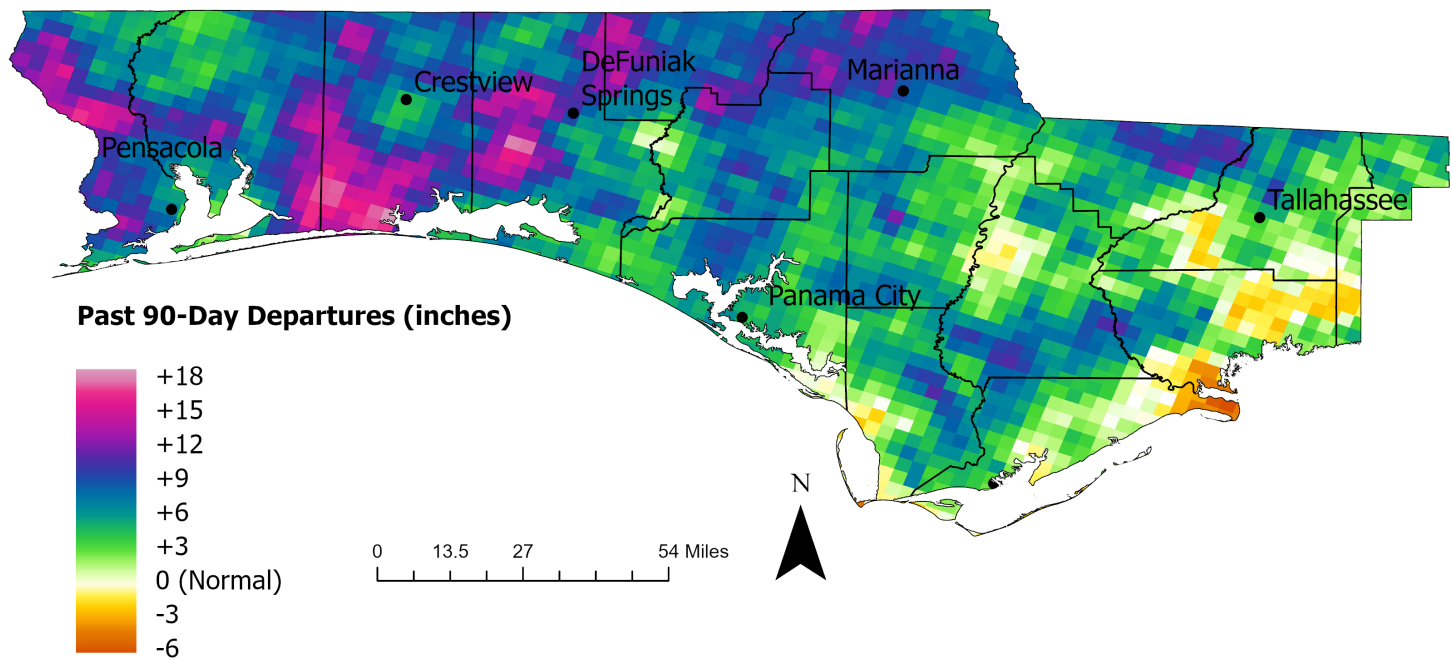 DeFuniak
Springs
Crestview
Marianna
Pensacola
Tallahassee
Panama City
Past 90-Day Departures (inches)
+18
+15
+12
+9
+6
+3
0 (Normal)
-3
-6
0 13.5 27 54 Miles
N